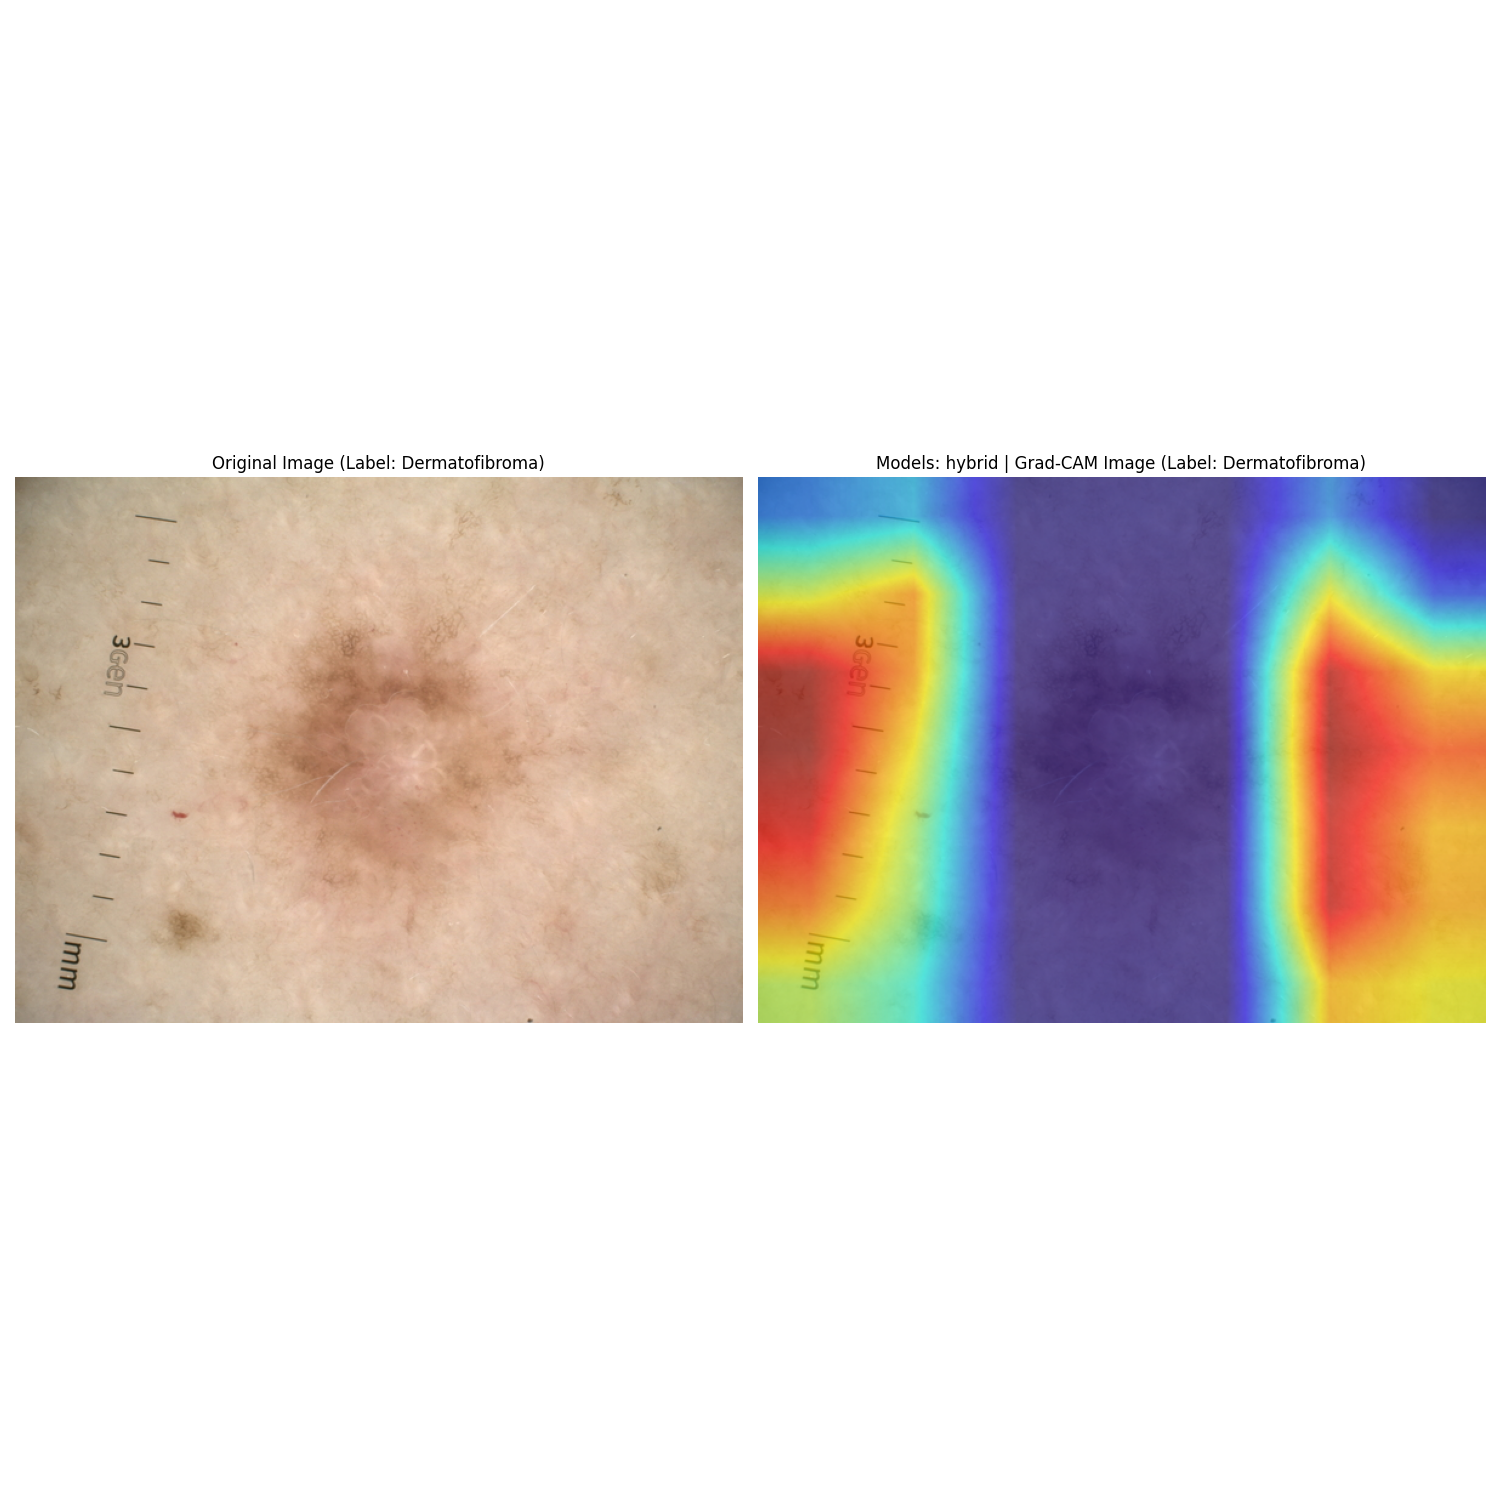 Original Image (Label: Dermatofibroma)
Models: hybrid | Grad-CAM Image (Label: Dermatofibroma)
3Gen
mm
3Gen
mm